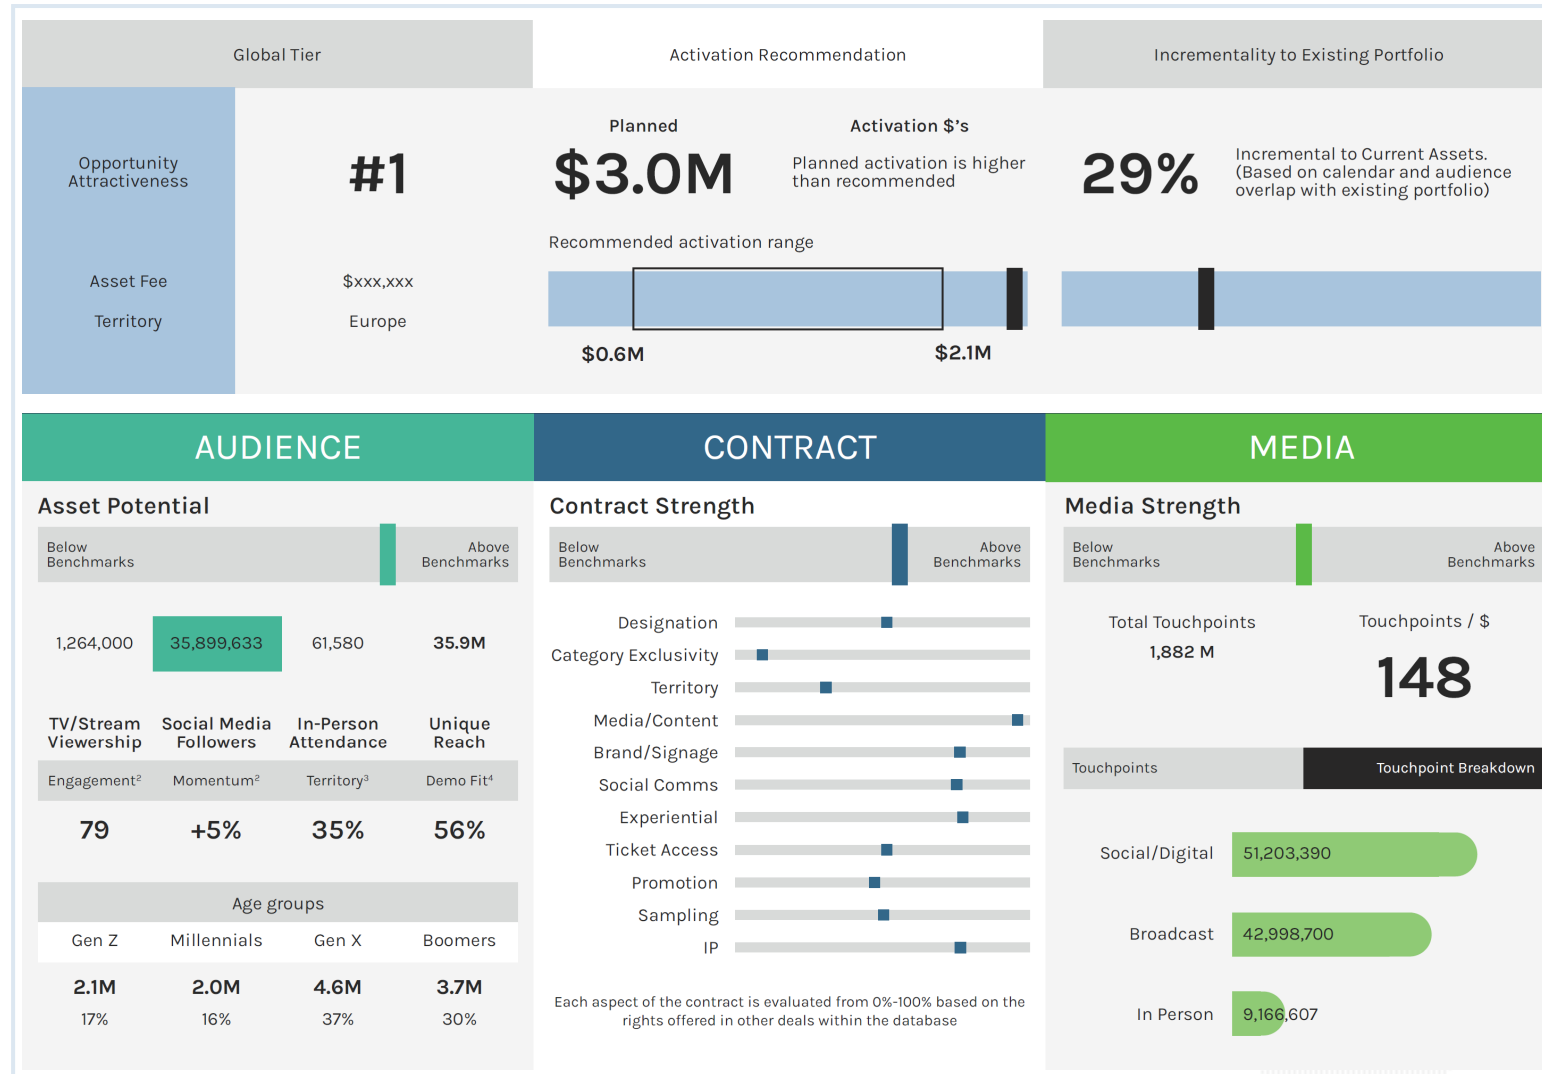 Global Tier
Activation Recommendation
Incrementality to Existing Portfolio
Opportunity
Attractiveness
#1
Asset Fee
$xxx,xxx
Territory
Europe
Planned
$3.0M
Activation $'s
Planned activation is higher
than recommended
Recommended activation range
$0.6M
$2.1M
29%
Incremental to Current Assets.
(Based on calendar and audience
overlap with existing portfolio)
AUDIENCE
Asset Potential
Below
Benchmarks
Above
Benchmarks
1,264,000
35,899,633
61,580
35.9M
TV/Stream
Viewership
Social Media
Followers
In-Person
Attendance
Unique
Reach
Engagement²
Momentum²
Territory³
Demo Fit⁴
79
+5%
35%
56%
Age groups
Gen Z
Millennials
Gen X
Boomers
2.1M
2.0M
4.6M
3.7M
17%
16%
37%
30%
CONTRACT
Contract Strength
Below
Benchmarks
Above
Benchmarks
Designation
Category Exclusivity
Territory
Media/Content
Brand/Signage
Social Comms
Experiential
Ticket Access
Promotion
Sampling
IP
Each aspect of the contract is evaluated from 0%-100% based on the
rights offered in other deals within the database
MEDIA
Media Strength
Below
Benchmarks
Above
Benchmarks
Total Touchpoints
1,882 M
Touchpoints / $
148
Touchpoints
Touchpoint Breakdown
Social/Digital
51,203,390
Broadcast
42,998,700
In Person
9,166,607